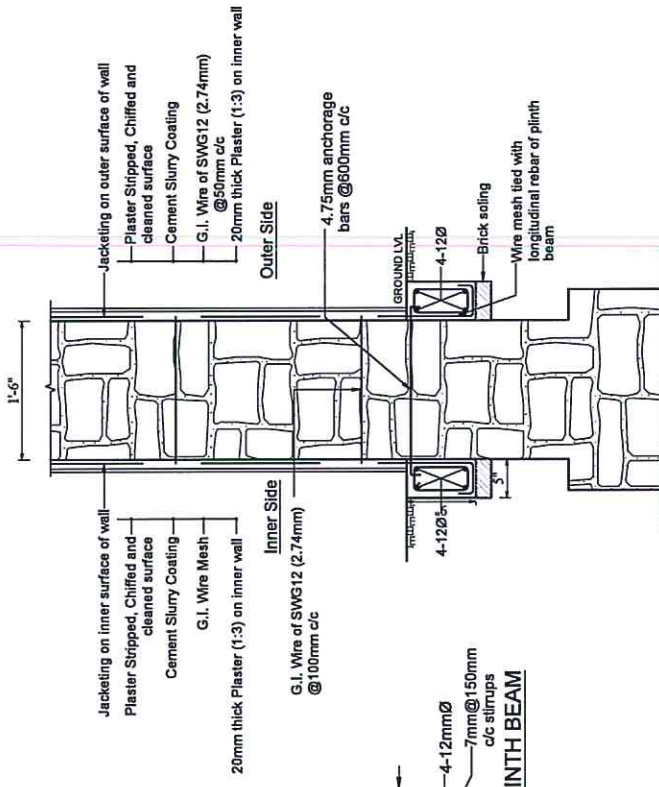 1'-6"
Jacketing on inner surface of wall
Plaster Stripped, Chiffed and
cleaned surface
Cement Slurry Coating
G.I. Wire Mesh
20mm thick Plaster (1:3) on inner wall
Inner Side
G.I. Wire of SWG12 (2.74mm)
@100mm c/c
Jacketing on outer surface of wall
Plaster Stripped, Chiffed and
cleaned surface
Cement Slurry Coating
G.I. Wire of SWG12 (2.74mm)
@50mm c/c
20mm thick Plaster (1:3) on inner wall
Outer Side
4.75mm anchorage
bars @600mm c/c
GROUND LVL
4-12Ø
Brick soling
Wire mesh tied with
longitudinal rebar of plinth
beam
4-12Ø
5"
4-12mmØ
7mm@150mm
c/c stirrups
INTH BEAM